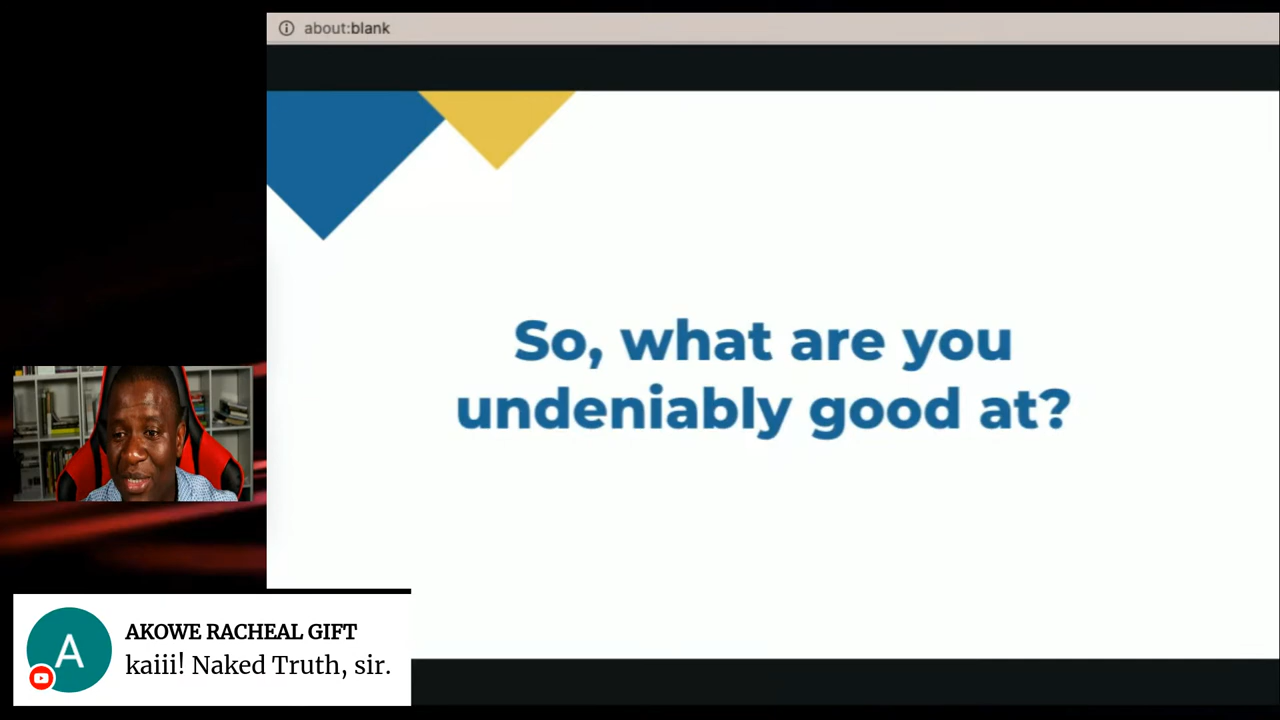 about:blank
So, what are you
undeniably good at?
A
AKOWE RACHEAL GIFT
kaiii! Naked Truth, sir.